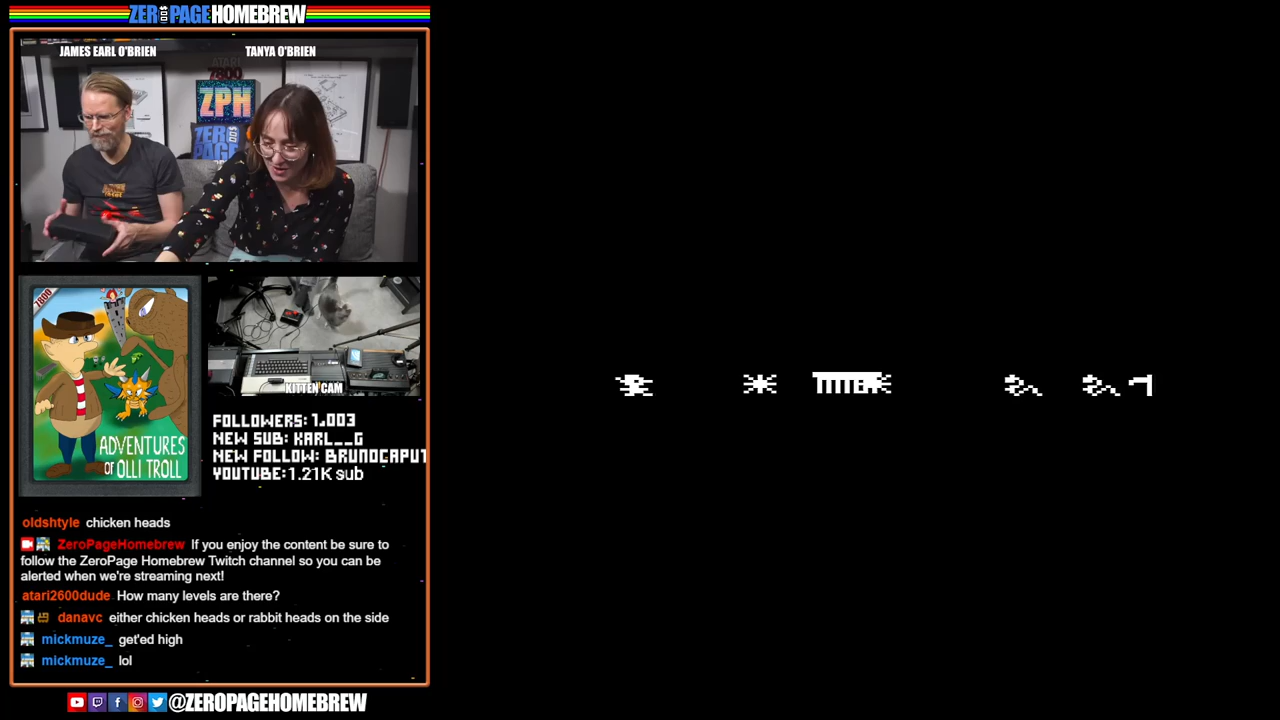 ZEROPAGE HOMEBREW
JAMES EARL O'BRIEN
TANYA O'BRIEN
ATARI
7800
ZPH
ZERO
PAGE
7800
ADVENTURES
OF OLLI TROLL
KITTEN CAM
FOLLOWERS: 1,003
NEW SUB: KARL__G
NEW FOLLOW: BRUNOCAPUT
YOUTUBE: 1.21K sub
oldshtyle chicken heads
ZeroPageHomebrew If you enjoy the content be sure to
follow the ZeroPage Homebrew Twitch channel so you can be
alerted when we're streaming next!
atari2600dude How many levels are there?
danavc either chicken heads or rabbit heads on the side
mickmuze_ get'ed high
mickmuze_ lol
@ZEROPAGEHOMEBREW